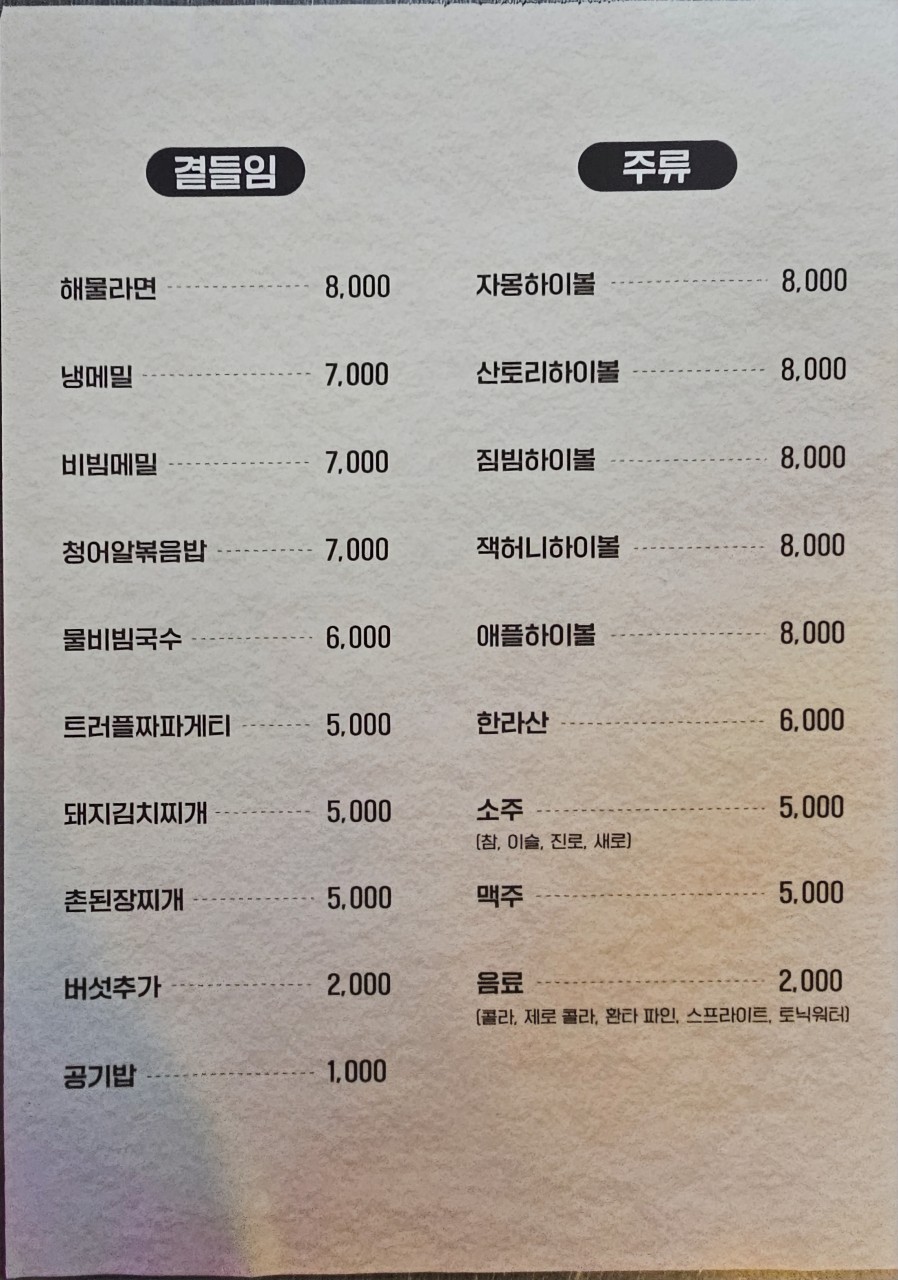 곁들임
해물라면 8,000
냉메밀 7,000
비빔메밀 7,000
청어알볶음밥 7,000
물비빔국수 6,000
트러플짜파게티 5,000
돼지김치찌개 5,000
촌된장찌개 5,000
버섯추가 2,000
공기밥 1,000
주류
자몽하이볼 8,000
산토리하이볼 8,000
짐빔하이볼 8,000
잭허니하이볼 8,000
애플하이볼 8,000
한라산 6,000
소주 5,000
(참, 이슬, 진로, 새로)
맥주 5,000
음료 2,000
(콜라, 제로 콜라, 환타 파인, 스프라이트, 토닉워터)